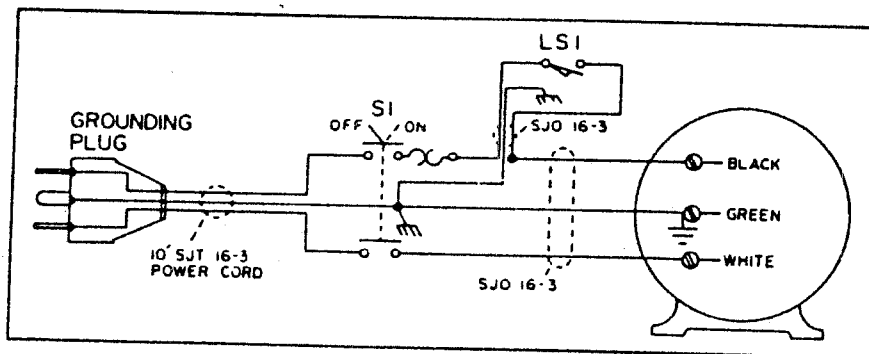 LS1
GROUNDING
PLUG
S1
OFF
ON
SJO 16-3
BLACK
GREEN
WHITE
10' SJT 16-3
POWER CORD
SJO 16-3